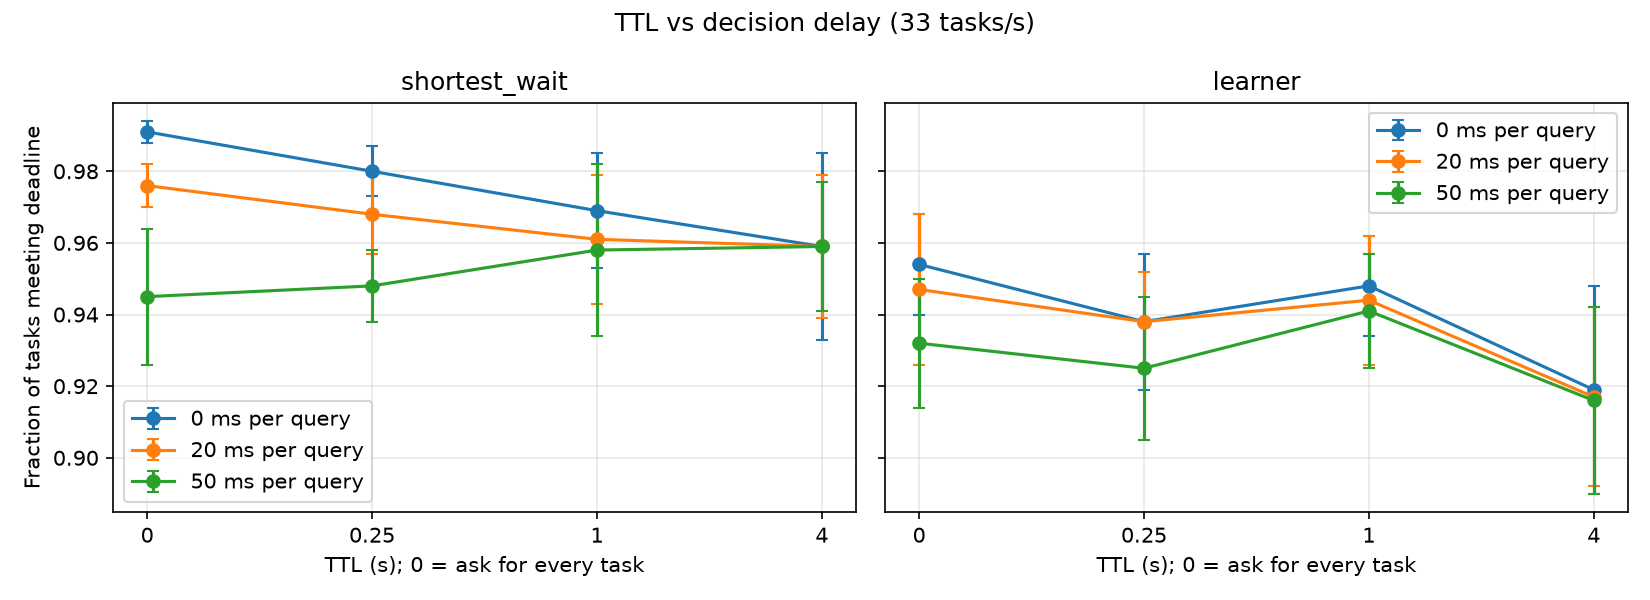 TTL vs decision delay (33 tasks/s)
shortest_wait
Fraction of tasks meeting deadline
0.98
0.96
0.94
0.92
0.90
0 ms per query
20 ms per query
50 ms per query
0 0.25 1 4
TTL (s); 0 = ask for every task
learner
0 ms per query
20 ms per query
50 ms per query
0 0.25 1 4
TTL (s); 0 = ask for every task